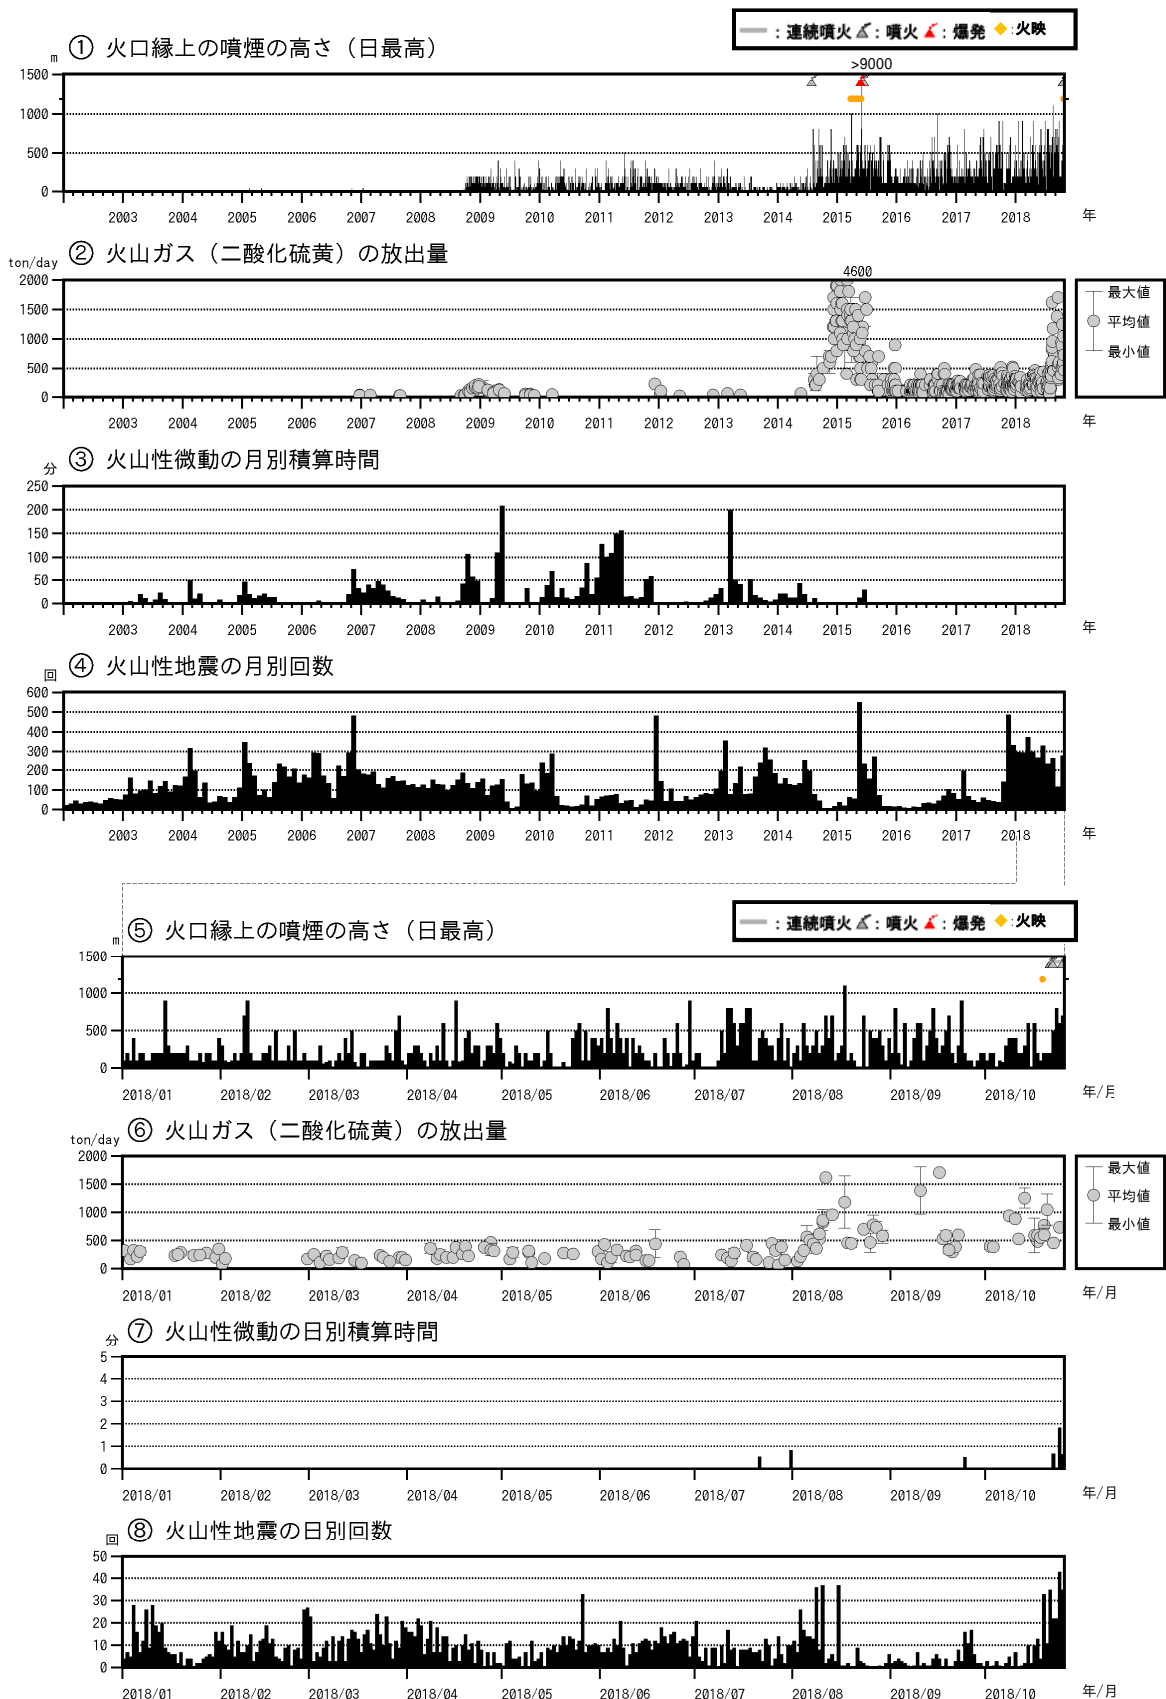 ：連続噴火 ：噴火 ：爆発 ：火映
① 火口縁上の噴煙の高さ（日最高）
m
>9000
1500
1000
500
0
2003 2004 2005 2006 2007 2008 2009 2010 2011 2012 2013 2014 2015 2016 2017 2018 年
② 火山ガス（二酸化硫黄）の放出量
ton/day
4600
2000
1500
1000
500
0
最大値
平均値
最小値
2003 2004 2005 2006 2007 2008 2009 2010 2011 2012 2013 2014 2015 2016 2017 2018 年
③ 火山性微動の月別積算時間
分
250
200
150
100
50
0
2003 2004 2005 2006 2007 2008 2009 2010 2011 2012 2013 2014 2015 2016 2017 2018 年
④ 火山性地震の月別回数
回
600
500
400
300
200
100
0
2003 2004 2005 2006 2007 2008 2009 2010 2011 2012 2013 2014 2015 2016 2017 2018 年
：連続噴火 ：噴火 ：爆発 ：火映
⑤ 火口縁上の噴煙の高さ（日最高）
m
1500
1000
500
0
2018/01 2018/02 2018/03 2018/04 2018/05 2018/06 2018/07 2018/08 2018/09 2018/10 年/月
⑥ 火山ガス（二酸化硫黄）の放出量
ton/day
2000
1500
1000
500
0
最大値
平均値
最小値
2018/01 2018/02 2018/03 2018/04 2018/05 2018/06 2018/07 2018/08 2018/09 2018/10 年/月
⑦ 火山性微動の日別積算時間
分
5
4
3
2
1
0
2018/01 2018/02 2018/03 2018/04 2018/05 2018/06 2018/07 2018/08 2018/09 2018/10 年/月
⑧ 火山性地震の日別回数
回
50
40
30
20
10
0
2018/01 2018/02 2018/03 2018/04 2018/05 2018/06 2018/07 2018/08 2018/09 2018/10 年/月